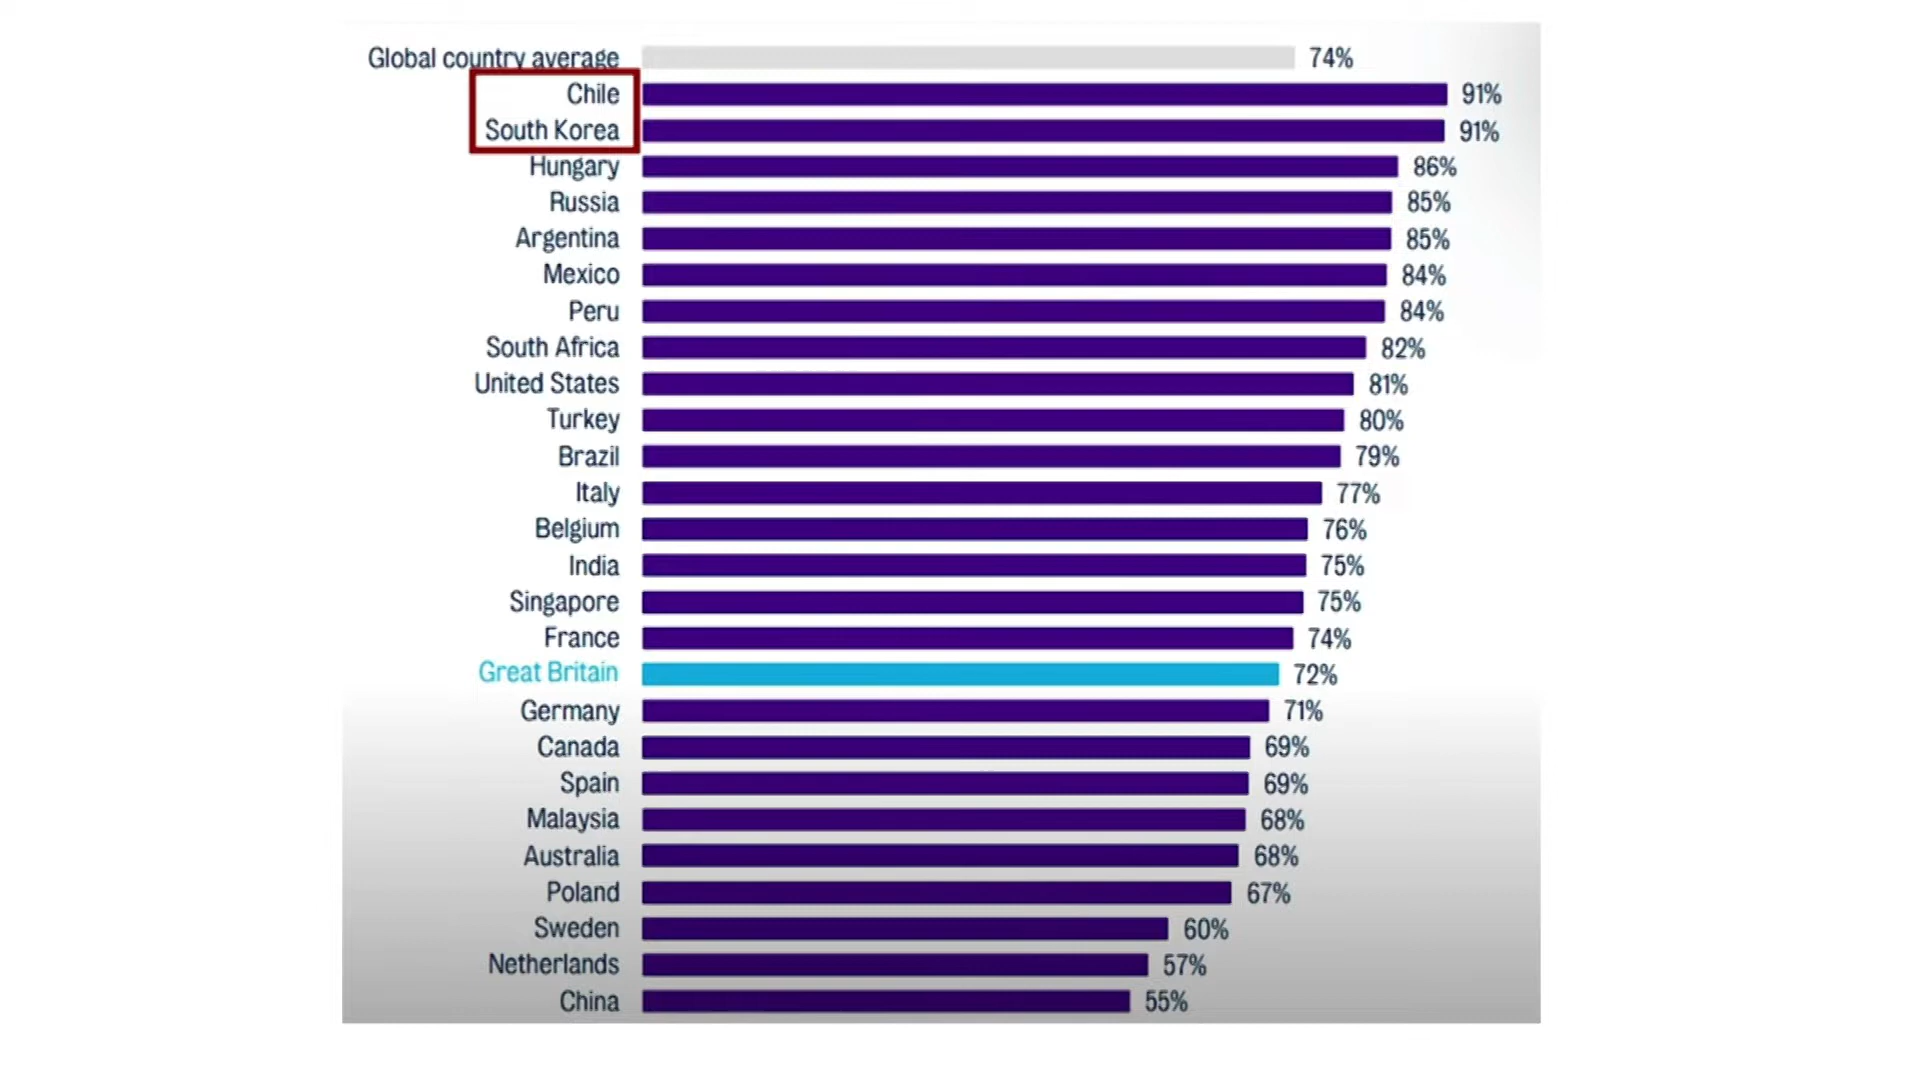 Global country average 74%
Chile 91%
South Korea 91%
Hungary 86%
Russia 85%
Argentina 85%
Mexico 84%
Peru 84%
South Africa 82%
United States 81%
Turkey 80%
Brazil 79%
Italy 77%
Belgium 76%
India 75%
Singapore 75%
France 74%
Great Britain 72%
Germany 71%
Canada 69%
Spain 69%
Malaysia 68%
Australia 68%
Poland 67%
Sweden 60%
Netherlands 57%
China 55%